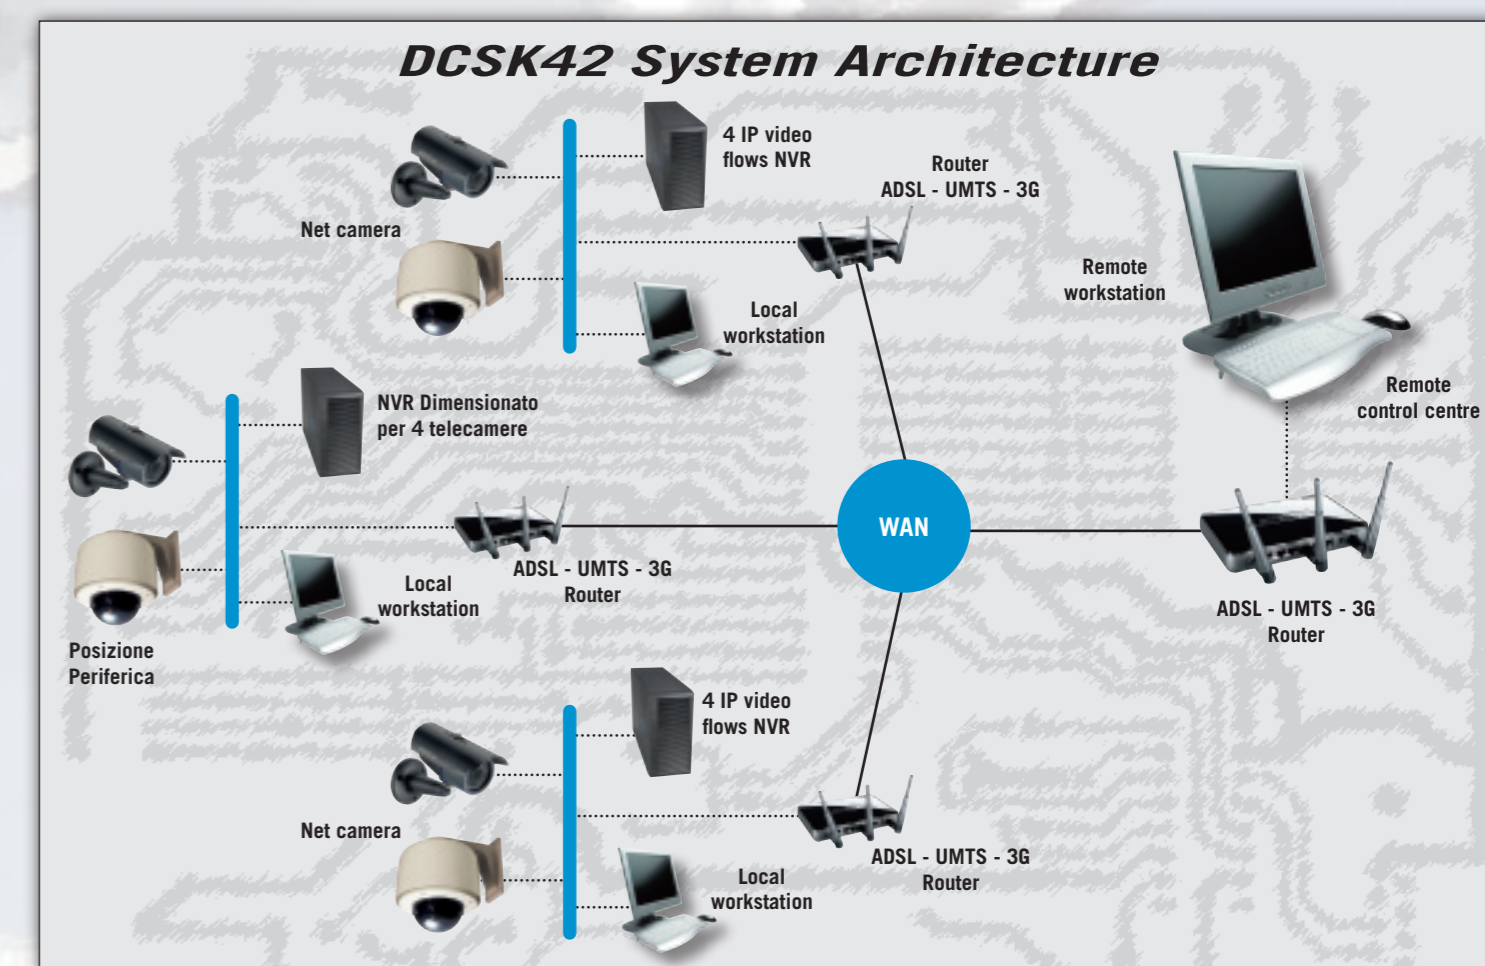 DCSK42 System Architecture
4 IP video
flows NVR
Router
ADSL - UMTS - 3G
Net camera
Remote
workstation
Local
workstation
Remote
control centre
NVR Dimensionato
per 4 telecamere
WAN
ADSL - UMTS - 3G
Router
Local
workstation
ADSL - UMTS - 3G
Router
Posizione
Periferica
4 IP video
flows NVR
Net camera
ADSL - UMTS - 3G
Router
Local
workstation